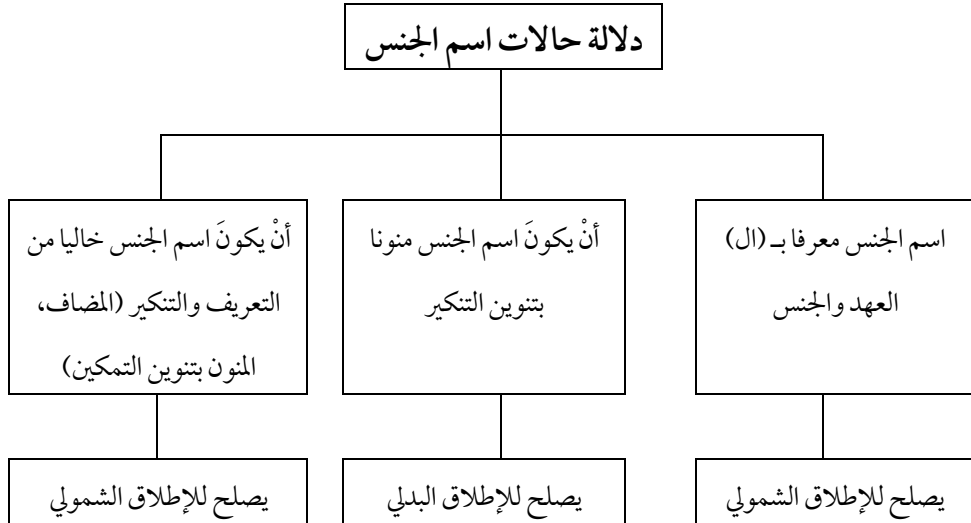 دلالة حالات اسم الجنس
اسم الجنس معرفا بـ (ال)
العهد والجنس
أنْ يكونَ اسم الجنس منونا
بتنوين التنكير
أنْ يكونَ اسم الجنس خاليا من
التعريف والتنكير (المضاف،
المنون بتنوين التمكين)
يصلح للإطلاق الشمولي
يصلح للإطلاق البدلي
يصلح للإطلاق الشمولي